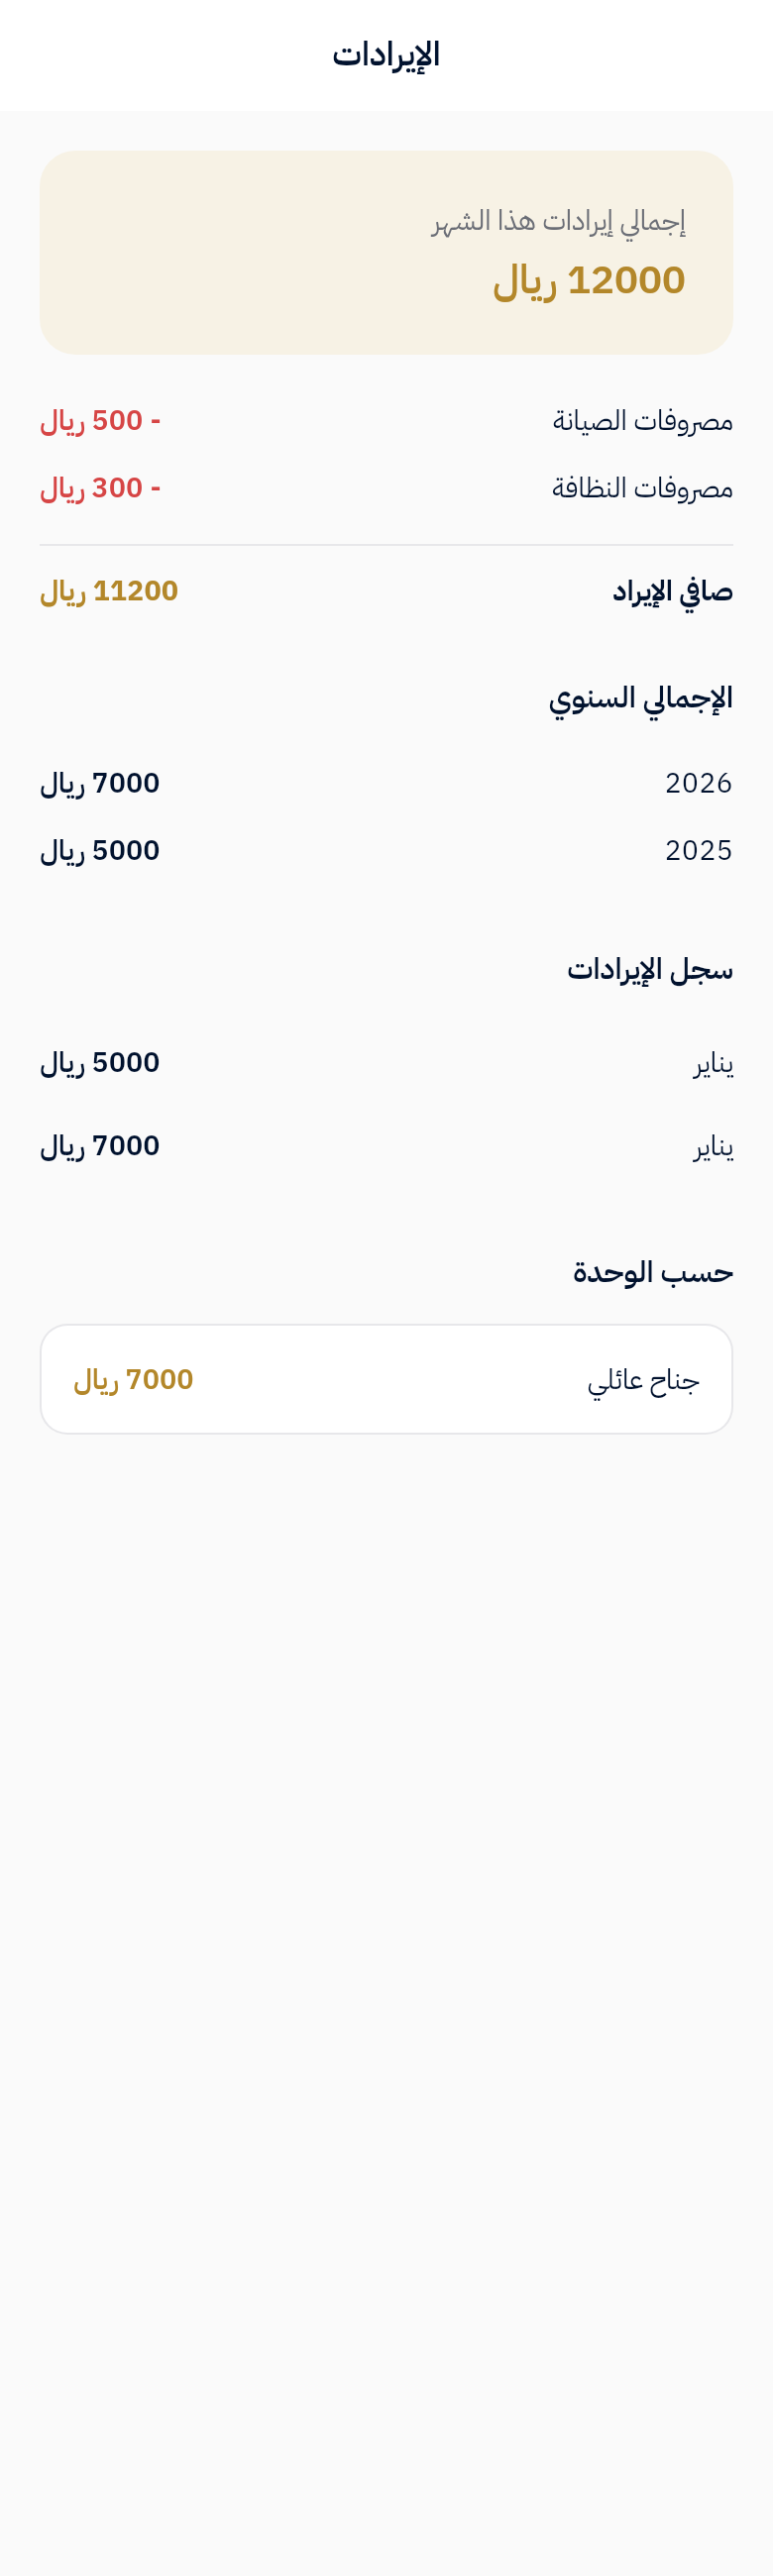 الإيرادات
إجمالي إيرادات هذا الشهر
12000 ريال
مصروفات الصيانة - 500 ريال
مصروفات النظافة - 300 ريال
صافي الإيراد 11200 ريال
الإجمالي السنوي
2026 7000 ريال
2025 5000 ريال
سجل الإيرادات
يناير 5000 ريال
يناير 7000 ريال
حسب الوحدة
جناح عائلي 7000 ريال